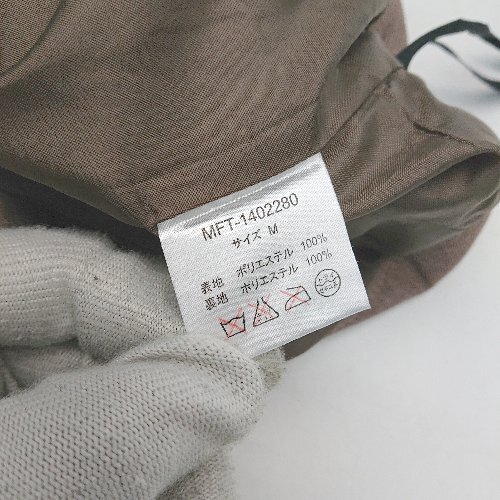 MFT-1402280
サイズ M
表地 ポリエステル 100%
裏地 ポリエステル 100%